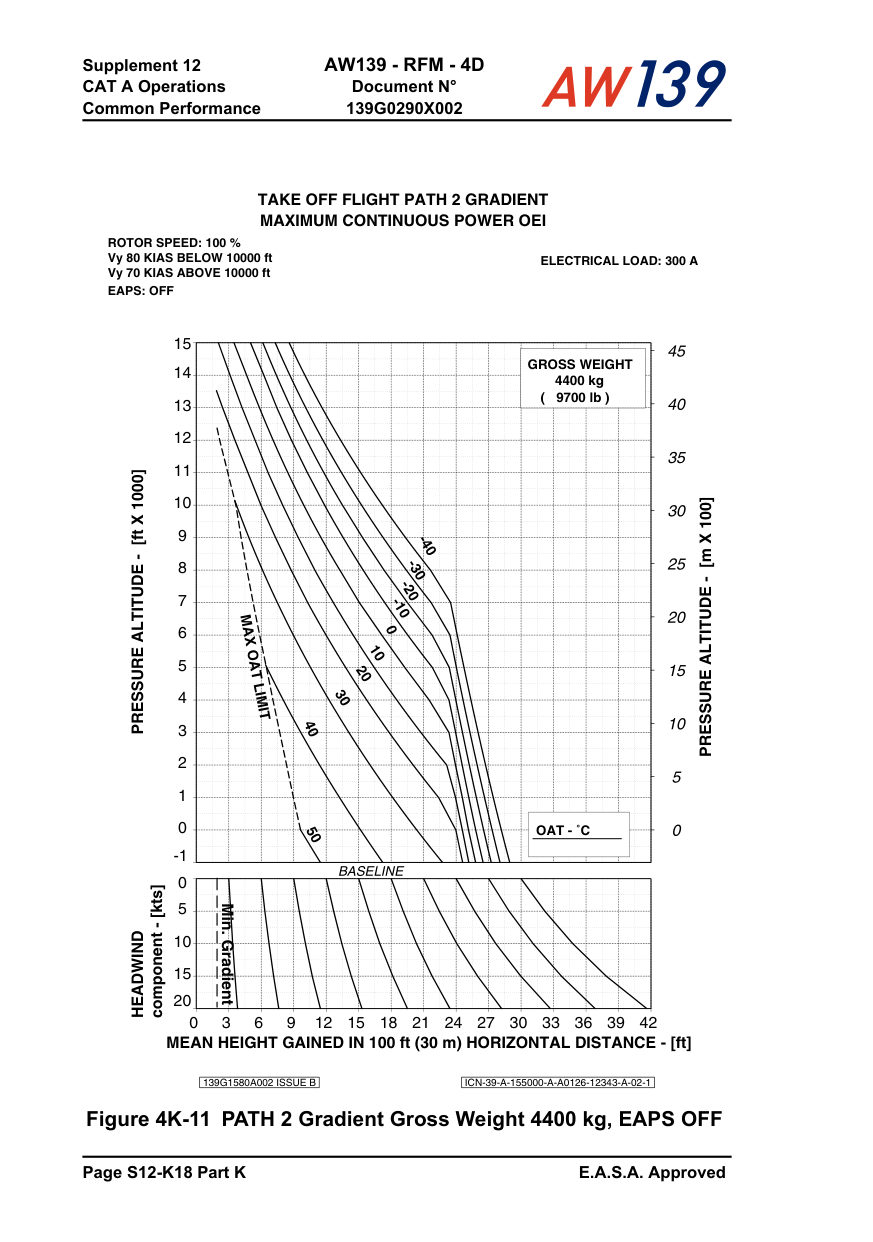 Supplement 12
CAT A Operations
Common Performance
AW139 - RFM - 4D
Document N°
139G0290X002
AW139
TAKE OFF FLIGHT PATH 2 GRADIENT
MAXIMUM CONTINUOUS POWER OEI
ROTOR SPEED: 100 %
Vy 80 KIAS BELOW 10000 ft
Vy 70 KIAS ABOVE 10000 ft
EAPS: OFF
ELECTRICAL LOAD: 300 A
GROSS WEIGHT
4400 kg
( 9700 lb )
PRESSURE ALTITUDE - [ft X 1000]
15
14
13
12
11
10
9
8
7
6
5
4
3
2
1
0
-1
45
40
35
30
25
20
15
10
5
0
PRESSURE ALTITUDE - [m X 100]
-40
-30
-20
-10
0
10
20
30
40
50
MAX OAT LIMIT
OAT - °C
BASELINE
HEADWIND
component - [kts]
0
5
10
15
20
Min. Gradient
0 3 6 9 12 15 18 21 24 27 30 33 36 39 42
MEAN HEIGHT GAINED IN 100 ft (30 m) HORIZONTAL DISTANCE - [ft]
139G1580A002 ISSUE B
ICN-39-A-155000-A-A0126-12343-A-02-1
Figure 4K-11 PATH 2 Gradient Gross Weight 4400 kg, EAPS OFF
Page S12-K18 Part K
E.A.S.A. Approved